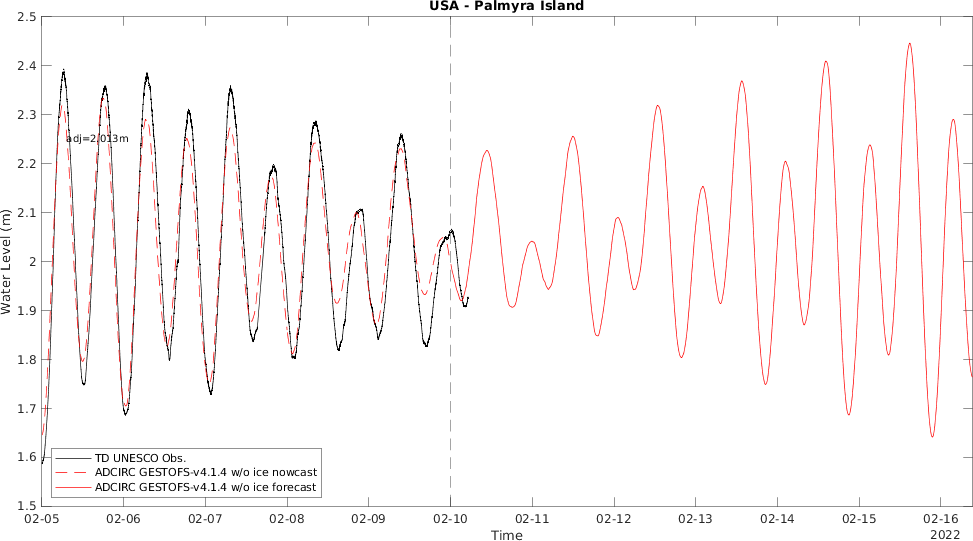 USA - Palmyra Island
2.5
2.4
2.3
2.2
2.1
2
1.9
1.8
1.7
1.6
1.5
Water Level (m)
adj=2.013m
TD UNESCO Obs.
ADCIRC GESTOFS-v4.1.4 w/o ice nowcast
ADCIRC GESTOFS-v4.1.4 w/o ice forecast
02-05 02-06 02-07 02-08 02-09 02-10 02-11 02-12 02-13 02-14 02-15 02-16
Time
2022